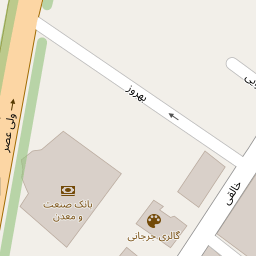 بهروز
ولی عصر
خالقی
بانک صنعت
و معدن
گالری جرجانی